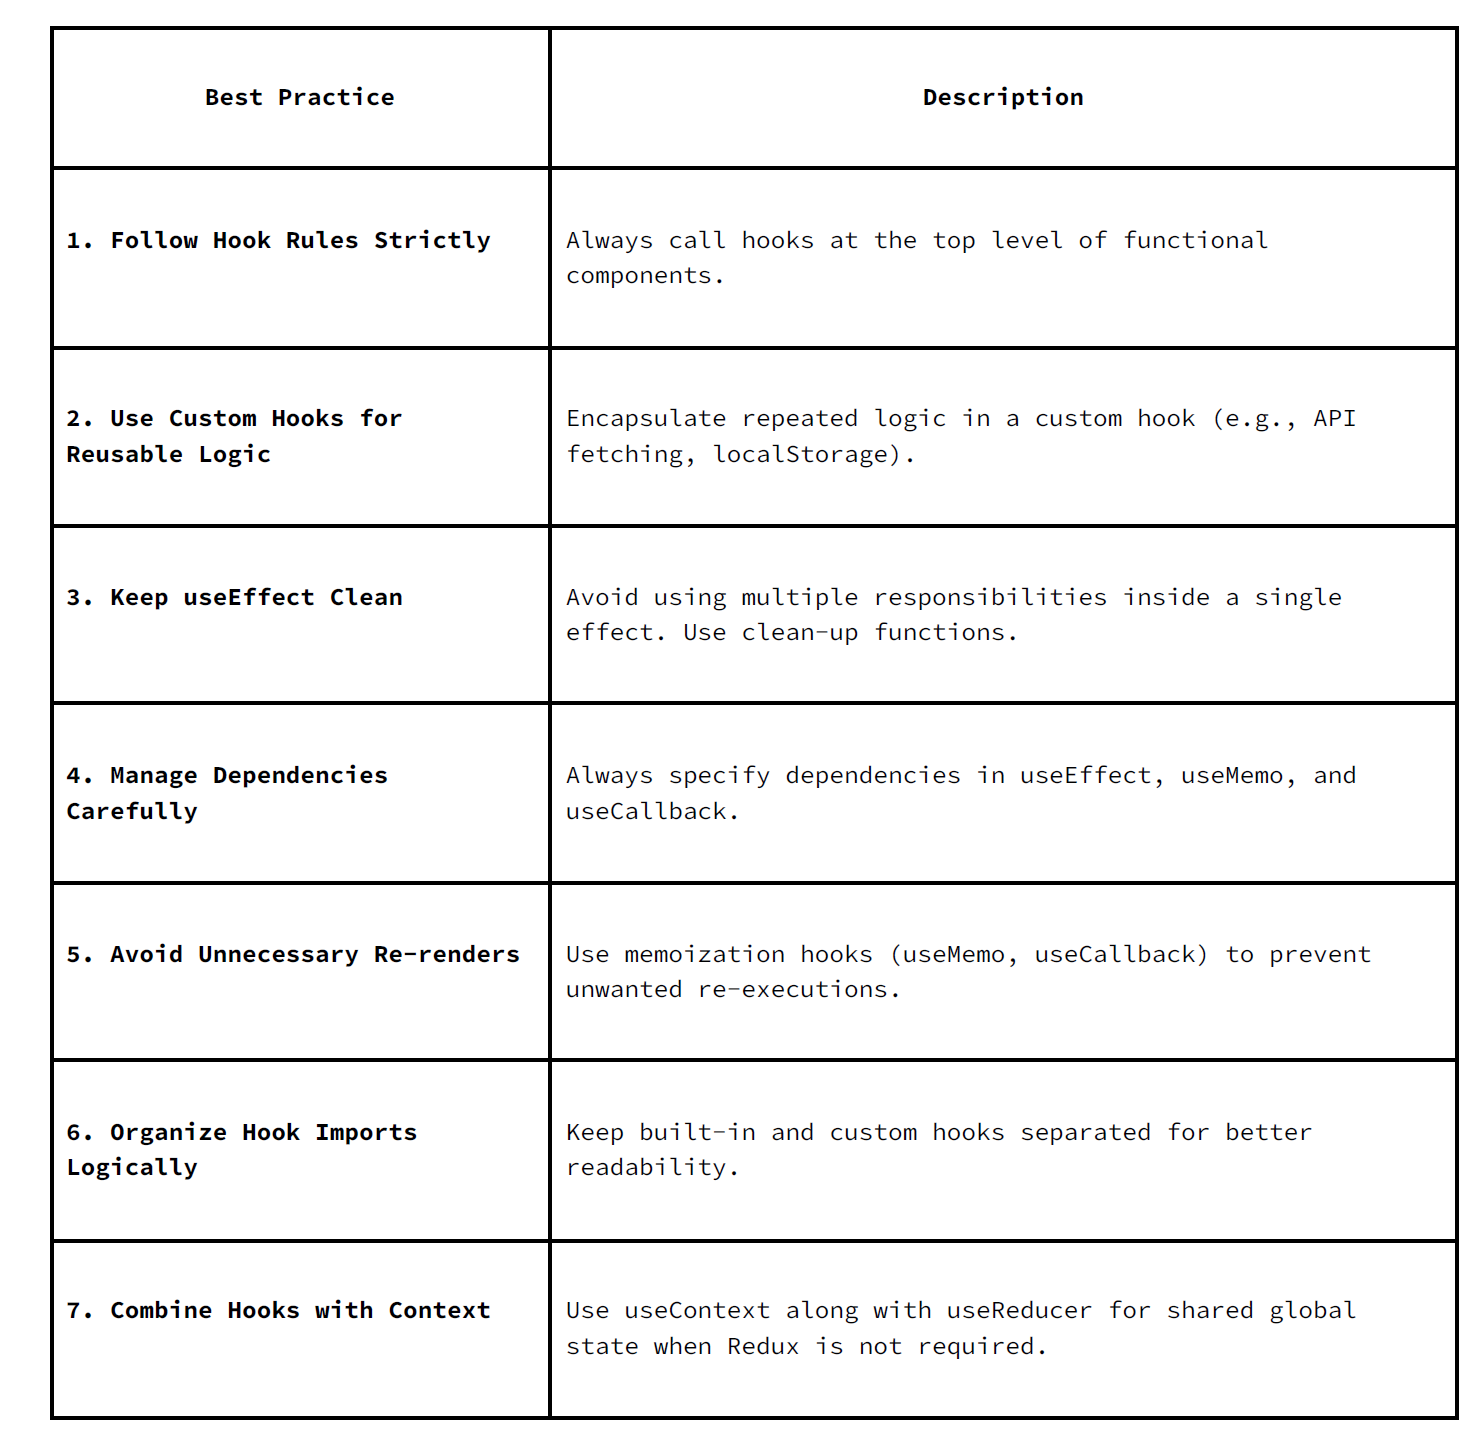 Best Practice
Description
1. Follow Hook Rules Strictly
Always call hooks at the top level of functional
components.
2. Use Custom Hooks for
Reusable Logic
Encapsulate repeated logic in a custom hook (e.g., API
fetching, localStorage).
3. Keep useEffect Clean
Avoid using multiple responsibilities inside a single
effect. Use clean-up functions.
4. Manage Dependencies
Carefully
Always specify dependencies in useEffect, useMemo, and
useCallback.
5. Avoid Unnecessary Re-renders
Use memoization hooks (useMemo, useCallback) to prevent
unwanted re-executions.
6. Organize Hook Imports
Logically
Keep built-in and custom hooks separated for better
readability.
7. Combine Hooks with Context
Use useContext along with useReducer for shared global
state when Redux is not required.